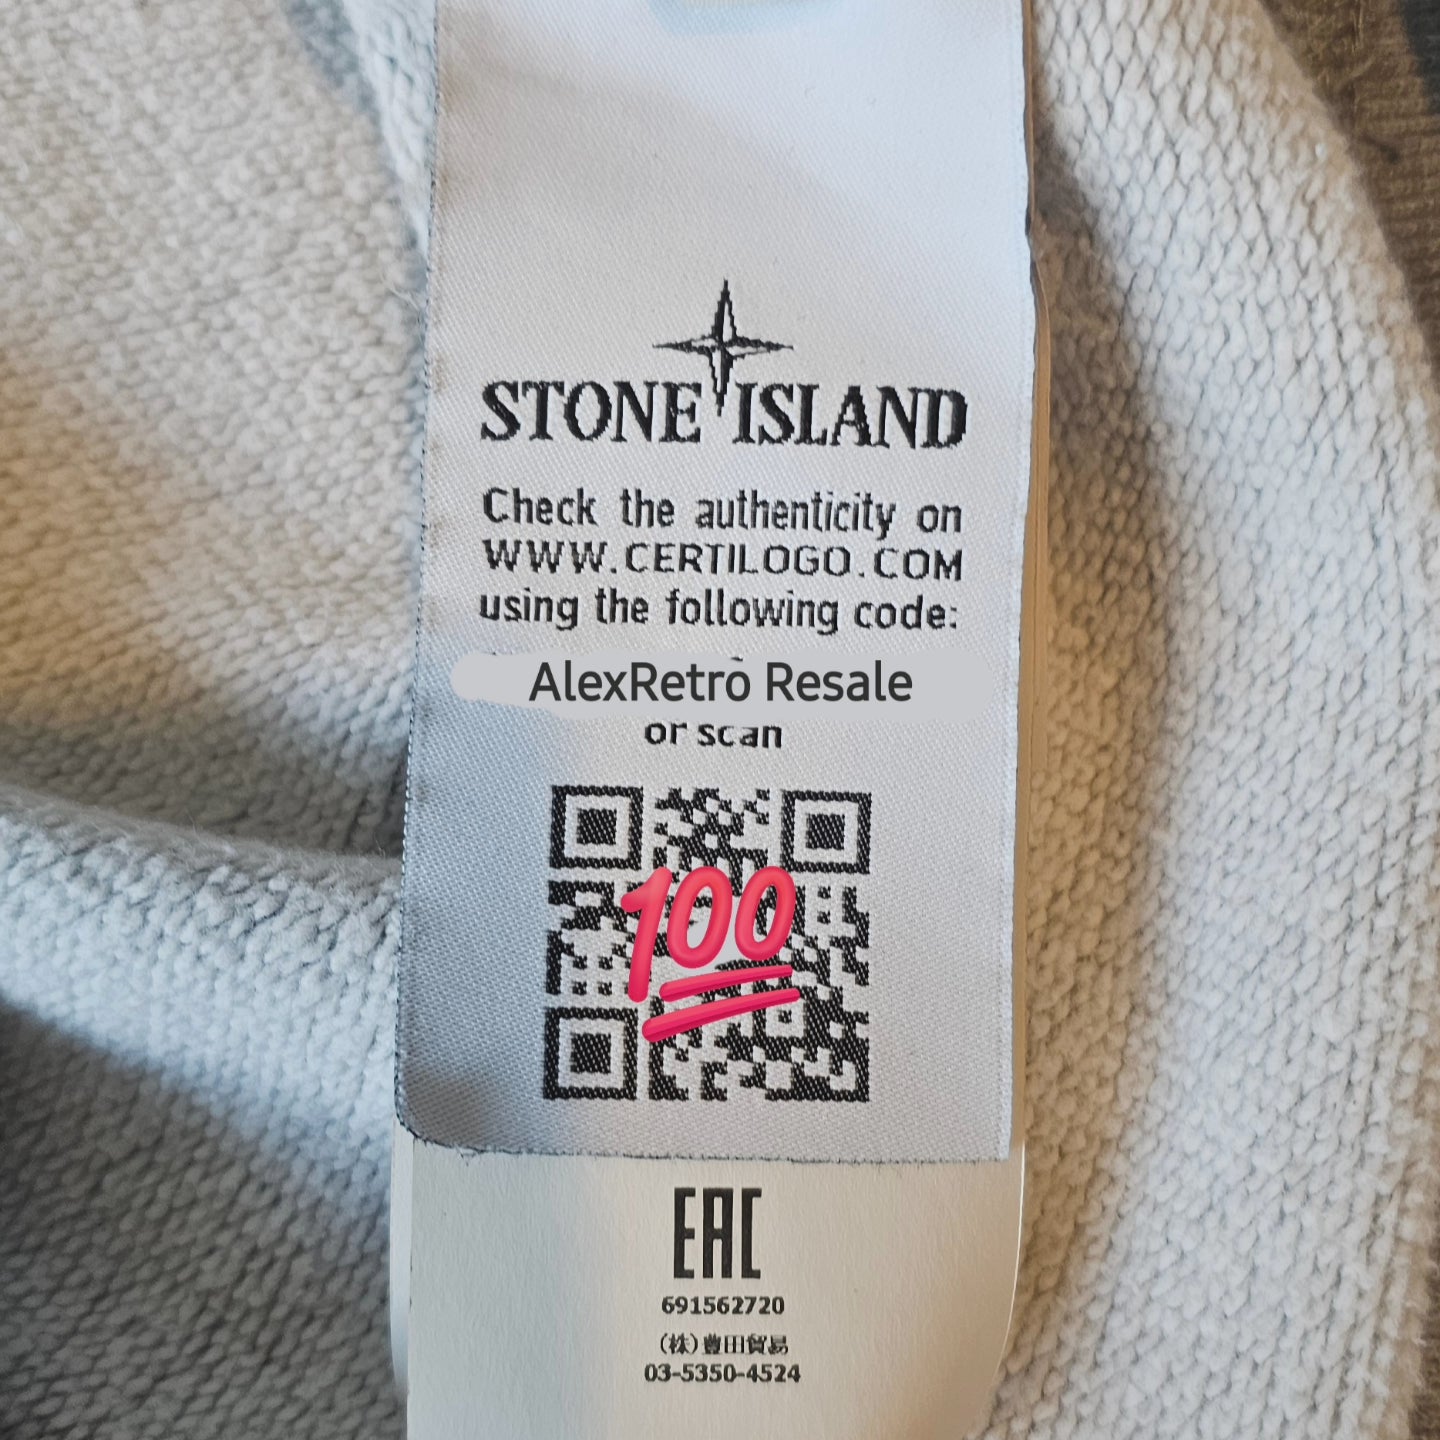 STONE ISLAND
Check the authenticity on
WWW.CERTILOGO.COM
using the following code:
AlexRetro Resale
or scan
100
EAC
691562720
(株)豊田貿易
03-5350-4524